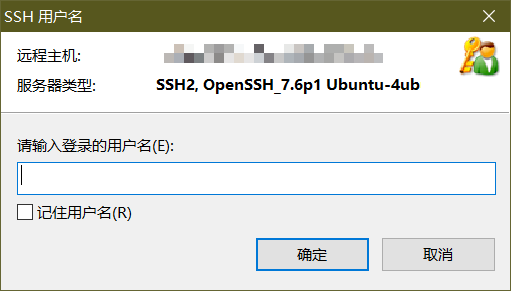 SSH 用户名
远程主机:
服务器类型: SSH2, OpenSSH_7.6p1 Ubuntu-4ub
请输入登录的用户名(E):
记住用户名(R)
确定 取消